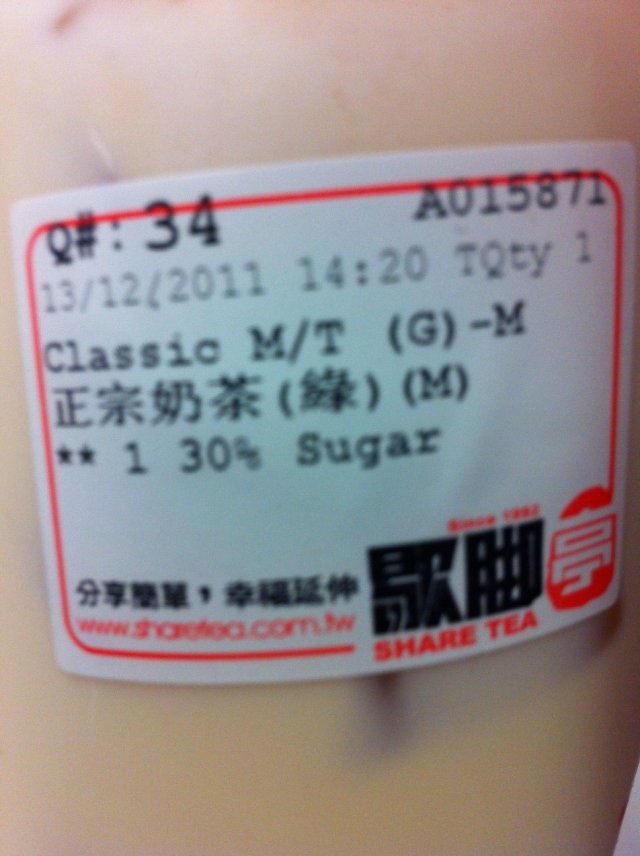 Q#: 34 A015871
13/12/2011 14:20 TQty 1
Classic M/T (G)-M
正宗奶茶(綠)(M)
** 1 30% Sugar
Since 1992
歇脚亭
分享簡單，幸福延伸
www.sharetea.com.tw
SHARE TEA